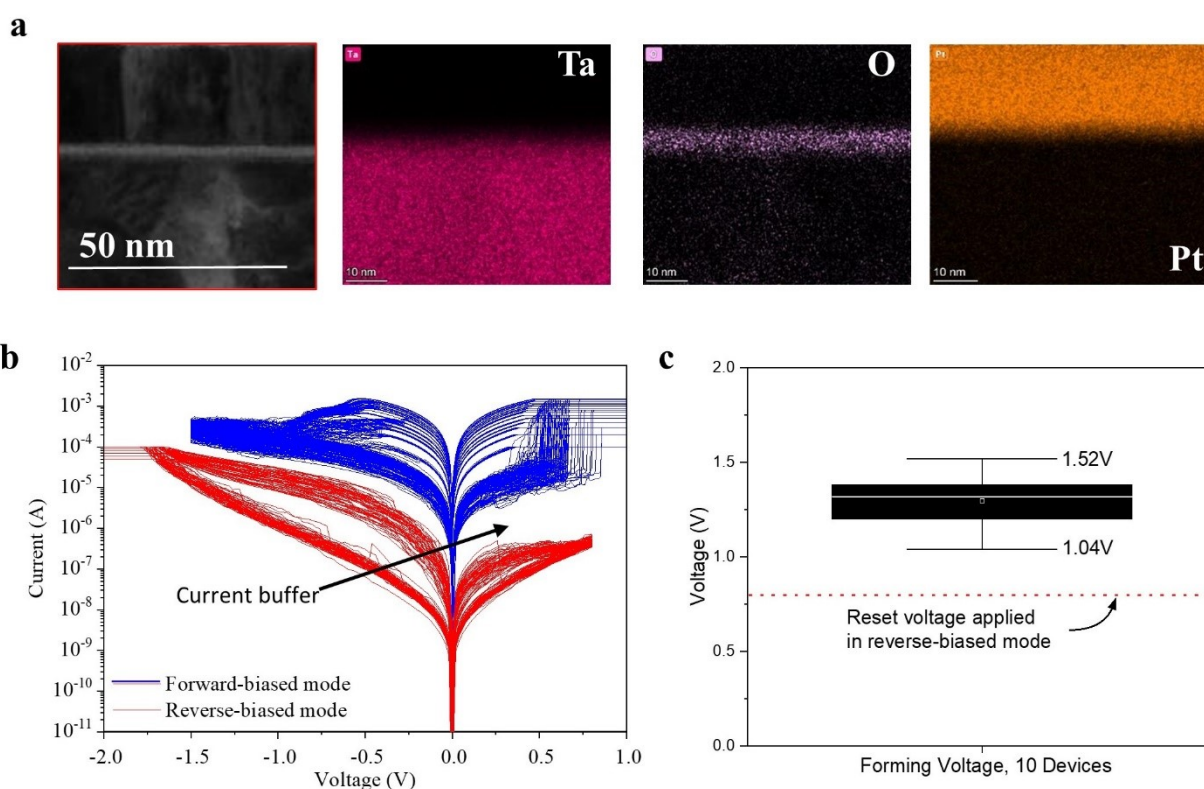 a
50 nm
Ta
Ta
10 nm
O
10 nm
Pt
Pt
10 nm
b
10-2
10-3
10-4
10-5
10-6
10-7
10-8
10-9
10-10
10-11
Current (A)
Current buffer
Forward-biased mode
Reverse-biased mode
-2.0 -1.5 -1.0 -0.5 0.0 0.5 1.0
Voltage (V)
c
2.0
1.5
1.0
0.5
0.0
Voltage (V)
1.52V
1.04V
Reset voltage applied
in reverse-biased mode
Forming Voltage, 10 Devices